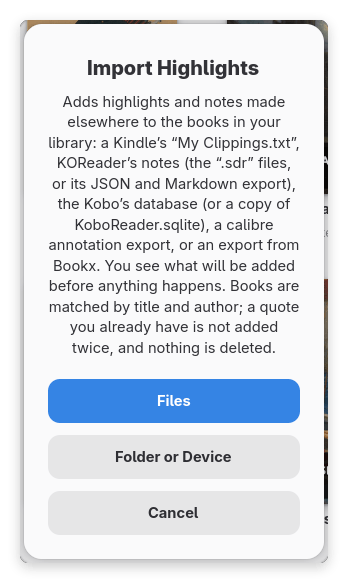 Import Highlights
Adds highlights and notes made
elsewhere to the books in your
library: a Kindle’s “My Clippings.txt”,
KOReader’s notes (the “.sdr” files,
or its JSON and Markdown export),
the Kobo’s database (or a copy of
KoboReader.sqlite), a calibre
annotation export, or an export from
Bookx. You see what will be added
before anything happens. Books are
matched by title and author; a quote
you already have is not added
twice, and nothing is deleted.
Files
Folder or Device
Cancel